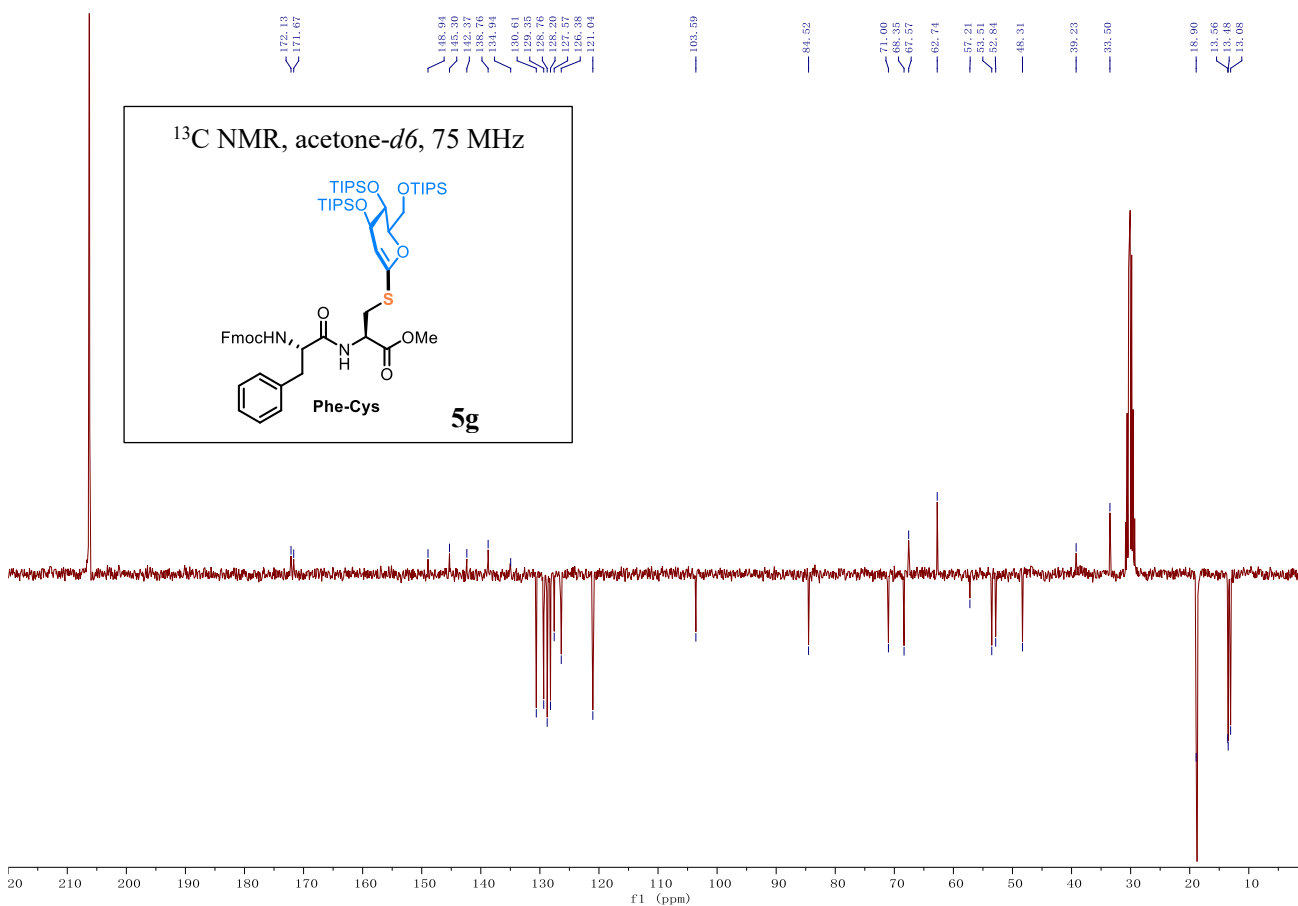 172.13
171.67
148.94
145.30
142.37
138.76
134.94
130.61
129.35
128.76
128.20
127.57
126.38
121.04
103.59
84.52
71.00
68.35
67.57
62.74
57.21
53.51
52.84
48.31
39.23
33.50
18.90
13.56
13.48
13.08
¹³C NMR, acetone-d6, 75 MHz
TIPSO
OTIPS
TIPSO
O
S
O
FmocHN
N
H
OMe
O
Phe-Cys
5g
20 210 200 190 180 170 160 150 140 130 120 110 100 90 80 70 60 50 40 30 20 10
f1 (ppm)